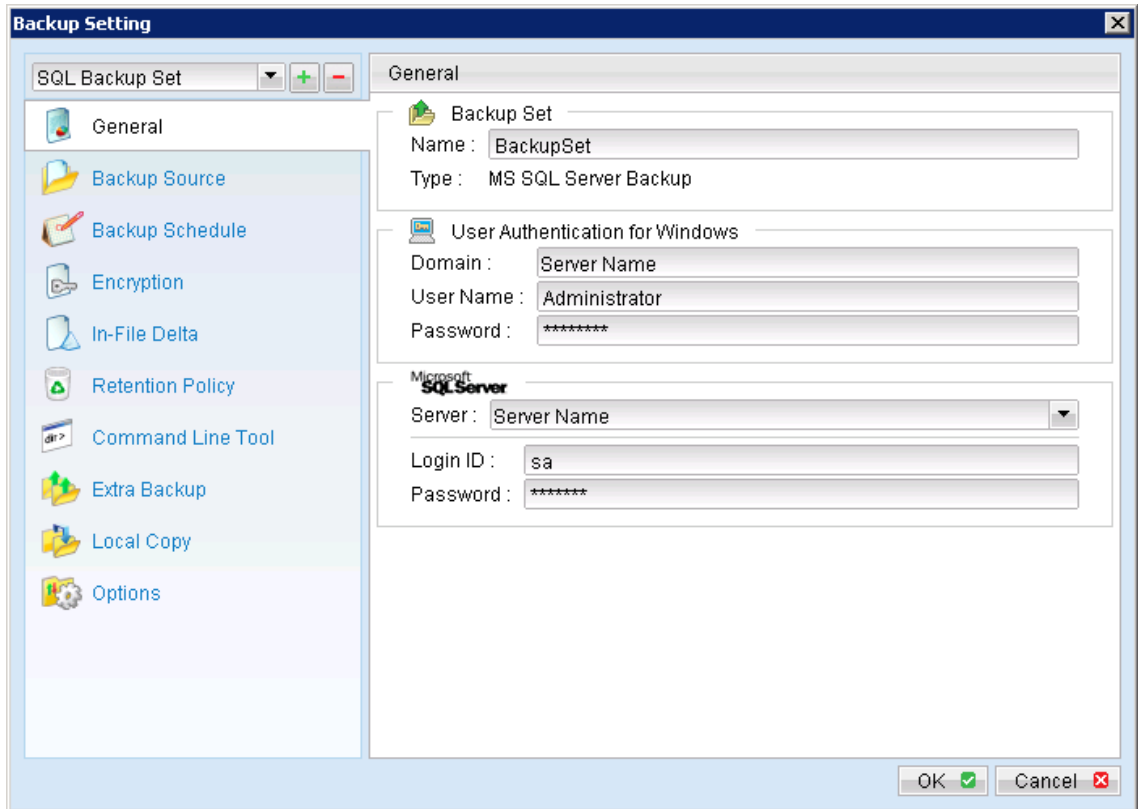 Backup Setting
SQL Backup Set
General
Backup Source
Backup Schedule
Encryption
In-File Delta
Retention Policy
dir>
Command Line Tool
Extra Backup
Local Copy
Options
General
Backup Set
Name : BackupSet
Type : MS SQL Server Backup
User Authentication for Windows
Domain : Server Name
User Name : Administrator
Password : ********
Microsoft
SQL Server
Server : Server Name
Login ID : sa
Password : *******
OK Cancel